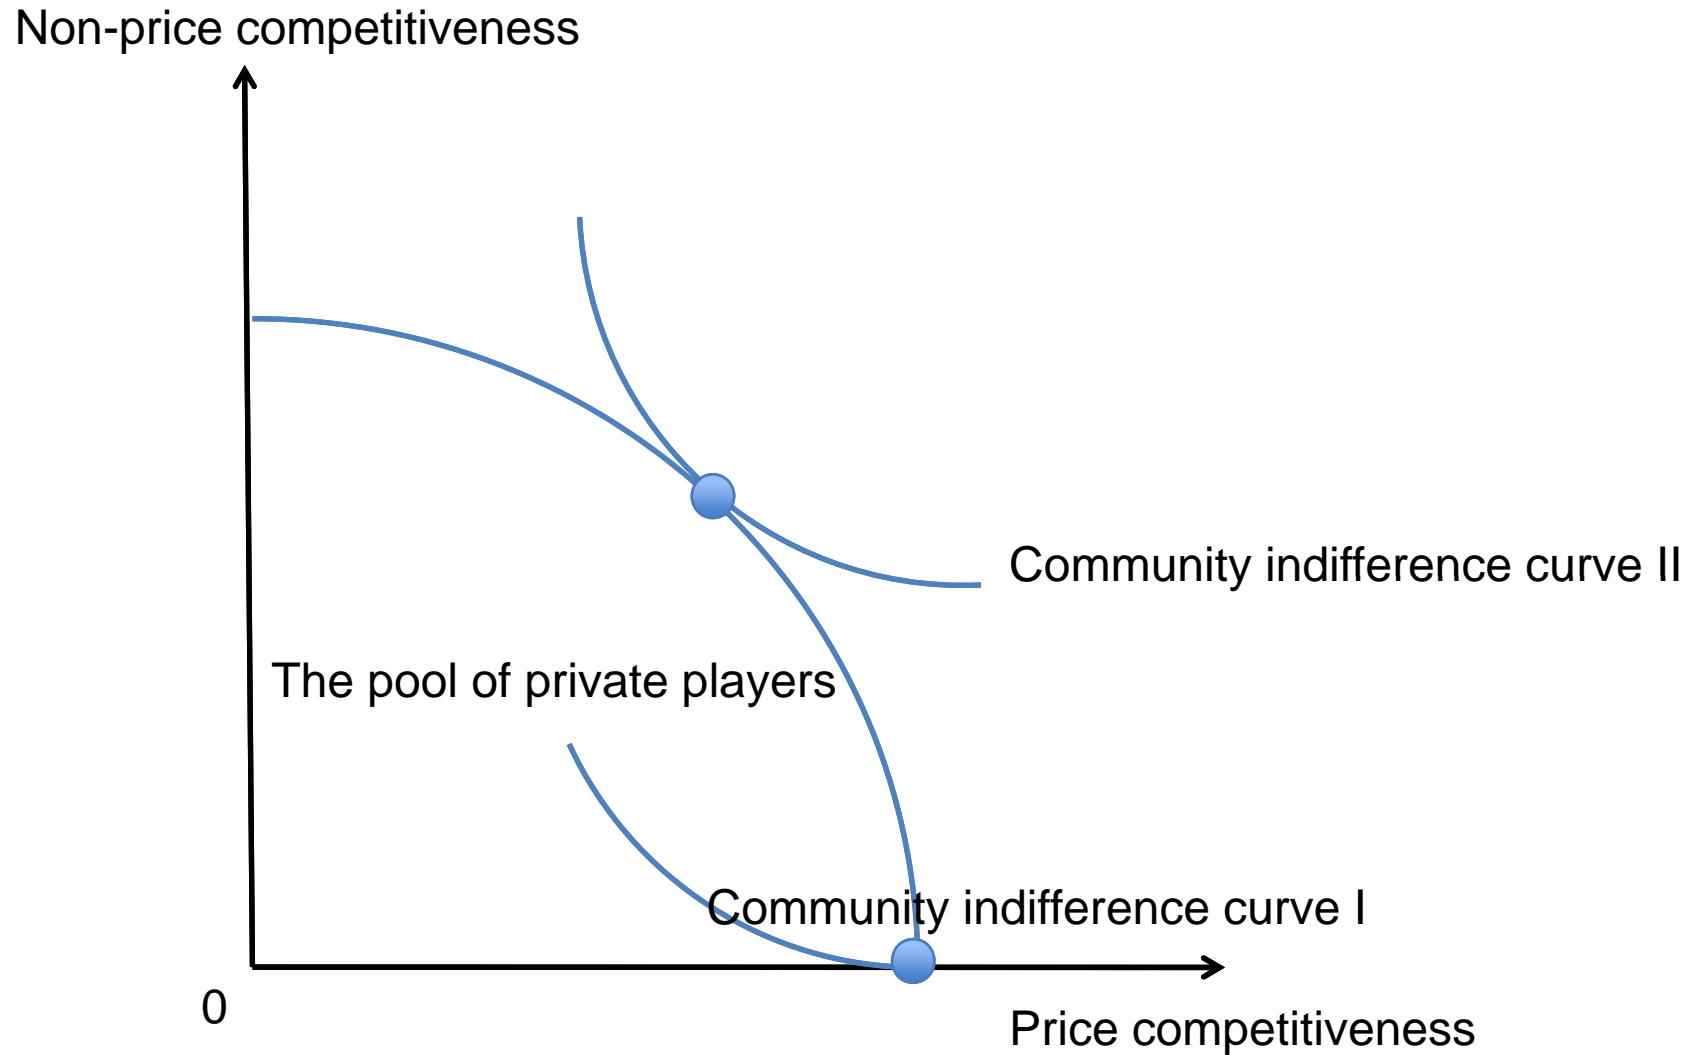 Non-price competitiveness
Community indifference curve II
The pool of private players
Community indifference curve I
0
Price competitiveness